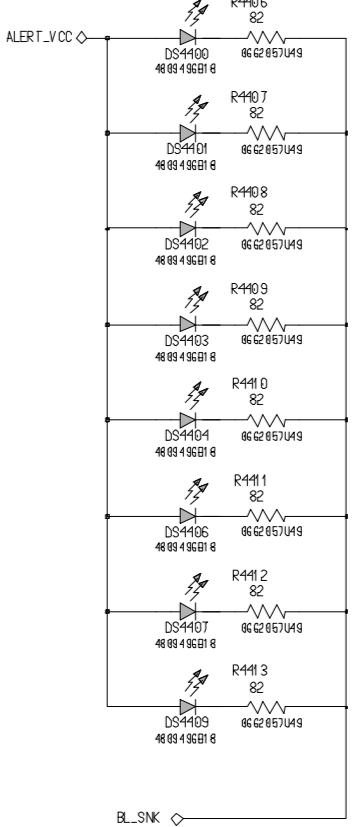 R4406
82
ALERT_VCC
DS4400
4809496B18
0662057U49
R4407
82
DS4401
4809496B18
0662057U49
R4408
82
DS4402
4809496B18
0662057U49
R4409
82
DS4403
4809496B18
0662057U49
R4410
82
DS4404
4809496B18
0662057U49
R4411
82
DS4406
4809496B18
0662057U49
R4412
82
DS4407
4809496B18
0662057U49
R4413
82
DS4409
4809496B18
0662057U49
BL_SNK